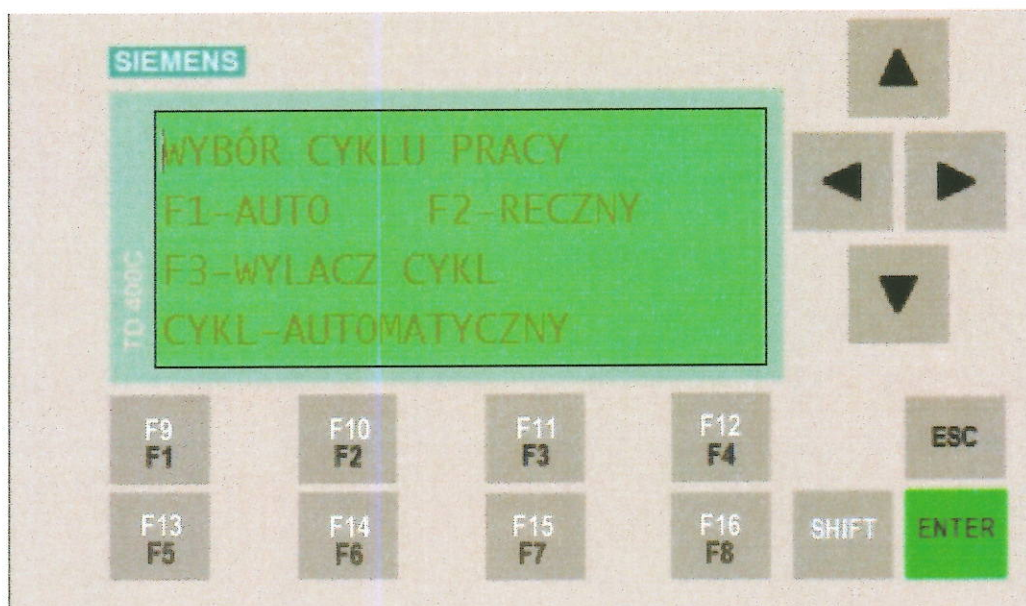 SIEMENS
WYBÓR CYKLU PRACY
F1-AUTO F2-RECZNY
F3-WYLACZ CYKL
CYKL-AUTOMATYCZNY
TD 400C
F9 F10 F11 F12
F1 F2 F3 F4
ESC
F13 F14 F15 F16
F5 F6 F7 F8
SHIFT ENTER